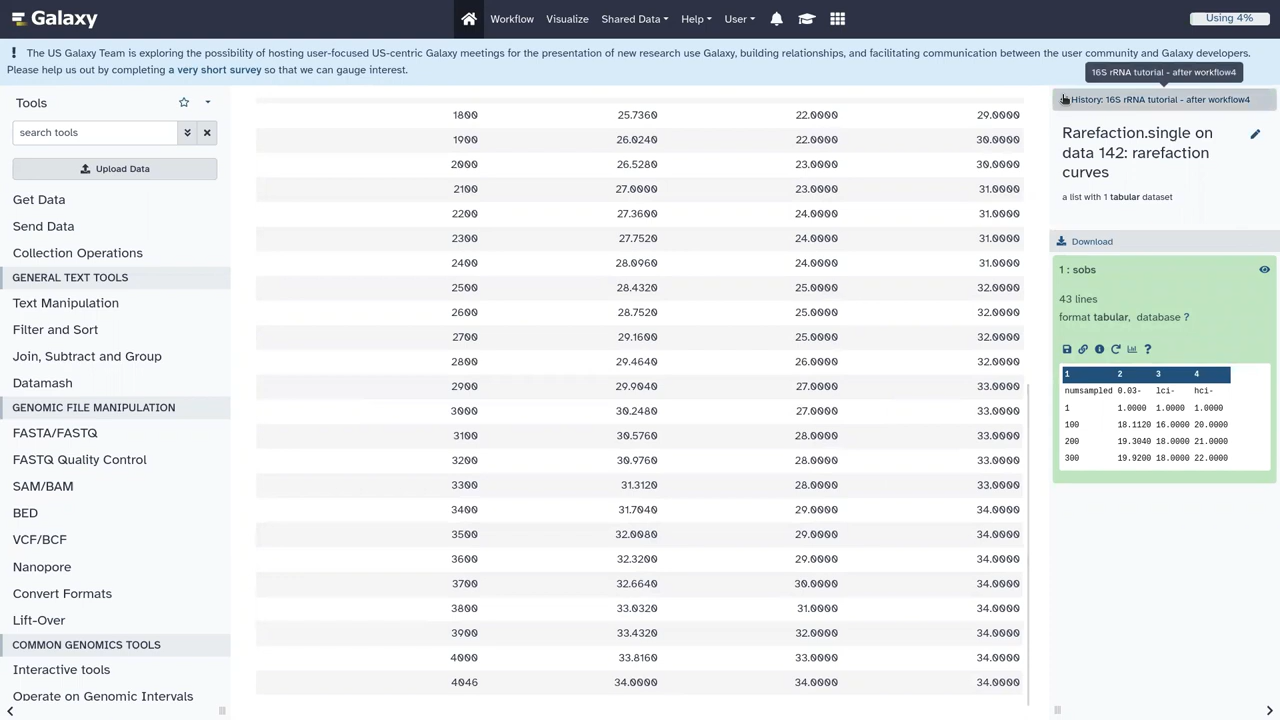 Galaxy
Workflow Visualize Shared Data Help User Using 4%
The US Galaxy Team is exploring the possibility of hosting user-focused US-centric Galaxy meetings for the presentation of new research use Galaxy, building relationships, and facilitating communication between the user community and Galaxy developers.
Please help us out by completing a very short survey so that we can gauge interest.
16S rRNA tutorial - after workflow4
Tools
search tools
Upload Data
Get Data
Send Data
Collection Operations
GENERAL TEXT TOOLS
Text Manipulation
Filter and Sort
Join, Subtract and Group
Datamash
GENOMIC FILE MANIPULATION
FASTA/FASTQ
FASTQ Quality Control
SAM/BAM
BED
VCF/BCF
Nanopore
Convert Formats
Lift-Over
COMMON GENOMICS TOOLS
Interactive tools
Operate on Genomic Intervals
1800 25.7360 22.0000 29.0000
1900 26.0240 22.0000 30.0000
2000 26.5280 23.0000 30.0000
2100 27.0000 23.0000 31.0000
2200 27.3600 24.0000 31.0000
2300 27.7520 24.0000 31.0000
2400 28.0960 24.0000 31.0000
2500 28.4320 25.0000 32.0000
2600 28.7520 25.0000 32.0000
2700 29.1600 25.0000 32.0000
2800 29.4640 26.0000 32.0000
2900 29.9040 27.0000 33.0000
3000 30.2480 27.0000 33.0000
3100 30.5760 28.0000 33.0000
3200 30.9760 28.0000 33.0000
3300 31.3120 28.0000 33.0000
3400 31.7040 29.0000 34.0000
3500 32.0080 29.0000 34.0000
3600 32.3200 29.0000 34.0000
3700 32.6640 30.0000 34.0000
3800 33.0320 31.0000 34.0000
3900 33.4320 32.0000 34.0000
4000 33.8160 33.0000 34.0000
4046 34.0000 34.0000 34.0000
History: 16S rRNA tutorial - after workflow4
Rarefaction.single on
data 142: rarefaction
curves
a list with 1 tabular dataset
Download
1 : sobs
43 lines
format tabular, database ?
1 2 3 4
numsampled 0.03- lci- hci-
1 1.0000 1.0000 1.0000
100 18.1120 16.0000 20.0000
200 19.3040 18.0000 21.0000
300 19.9200 18.0000 22.0000